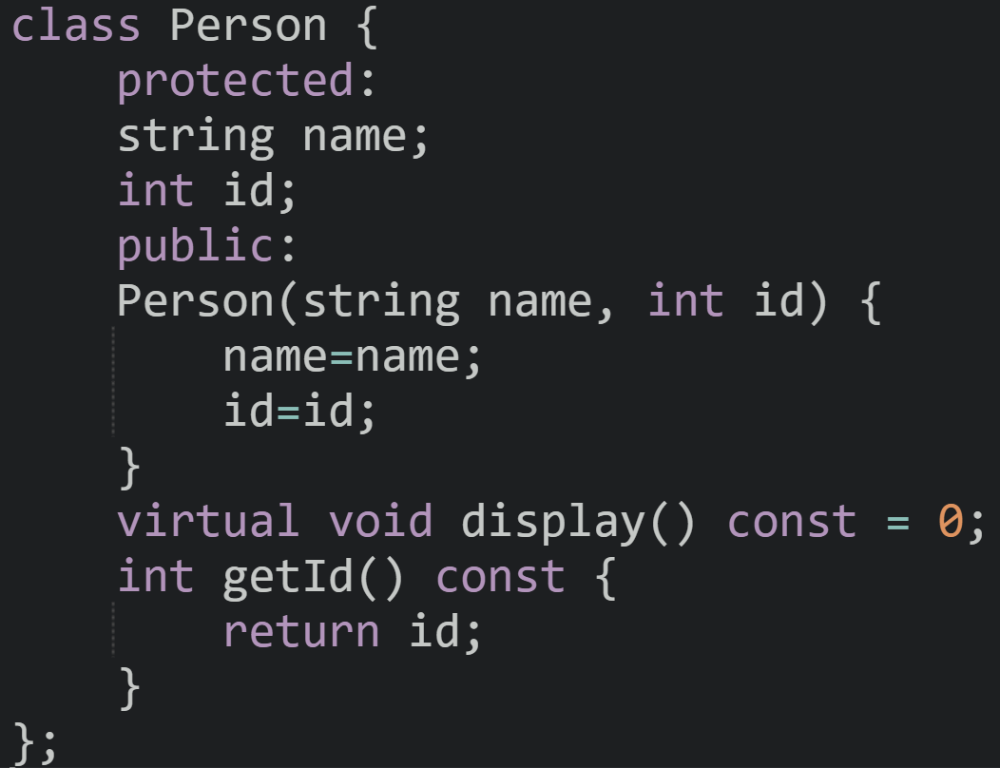 class Person {
    protected:
    string name;
    int id;
    public:
    Person(string name, int id) {
        name=name;
        id=id;
    }
    virtual void display() const = 0;
    int getId() const {
        return id;
    }
};